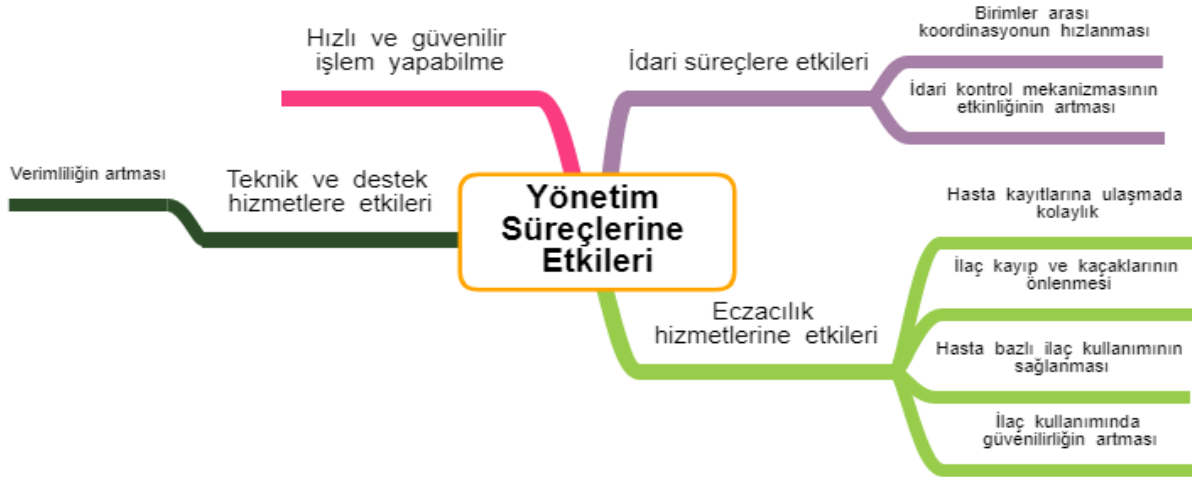 Yönetim
Süreçlerine
Etkileri
Hızlı ve güvenilir
işlem yapabilme
Teknik ve destek
hizmetlere etkileri
Verimliliğin artması
İdari süreçlere etkileri
Birimler arası
koordinasyonun hızlanması
İdari kontrol mekanizmasının
etkinliğinin artması
Eczacılık
hizmetlerine etkileri
Hasta kayıtlarına ulaşmada
kolaylık
İlaç kayıp ve kaçaklarının
önlenmesi
Hasta bazlı ilaç kullanımının
sağlanması
İlaç kullanımında
güvenilirliğin artması